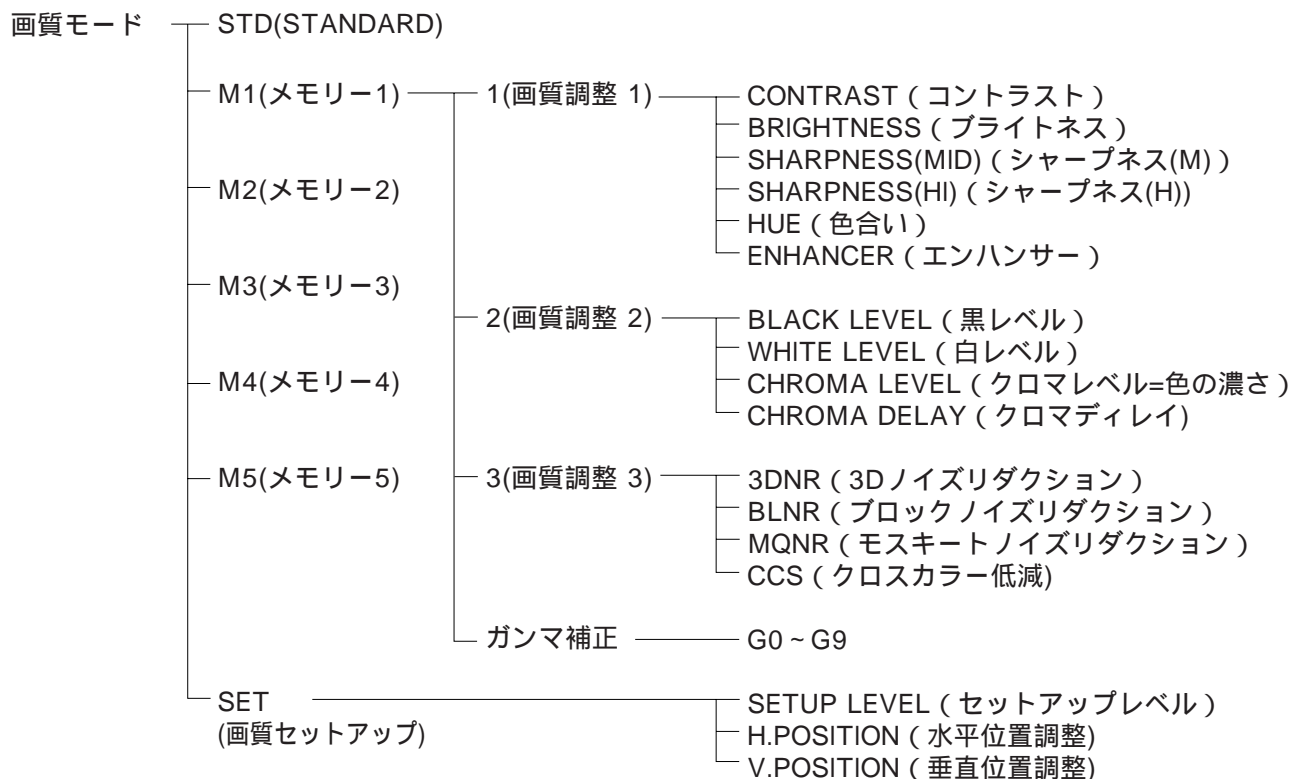 画質モード
STD(STANDARD)
M1(メモリー1)
1(画質調整 1)
CONTRAST ( コントラスト )
BRIGHTNESS ( ブライトネス )
SHARPNESS(MID) ( シャープネス(M) )
SHARPNESS(HI) ( シャープネス(H))
HUE ( 色合い )
ENHANCER ( エンハンサー )
M2(メモリー2)
M3(メモリー3)
2(画質調整 2)
BLACK LEVEL ( 黒レベル )
WHITE LEVEL ( 白レベル )
CHROMA LEVEL ( クロマレベル=色の濃さ )
CHROMA DELAY ( クロマディレイ)
M4(メモリー4)
M5(メモリー5)
3(画質調整 3)
3DNR ( 3Dノイズリダクション )
BLNR ( ブロックノイズリダクション )
MQNR ( モスキートノイズリダクション )
CCS ( クロスカラー低減)
ガンマ補正
G0 ~ G9
SET
(画質セットアップ)
SETUP LEVEL ( セットアップレベル )
H.POSITION ( 水平位置調整)
V.POSITION ( 垂直位置調整)